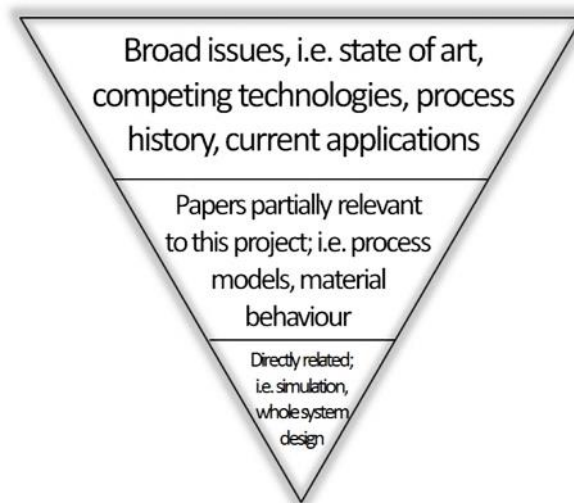 Broad issues, i.e. state of art,
competing technologies, process
history, current applications
Papers partially relevant
to this project; i.e. process
models, material
behaviour
Directly related;
i.e. simulation,
whole system
design